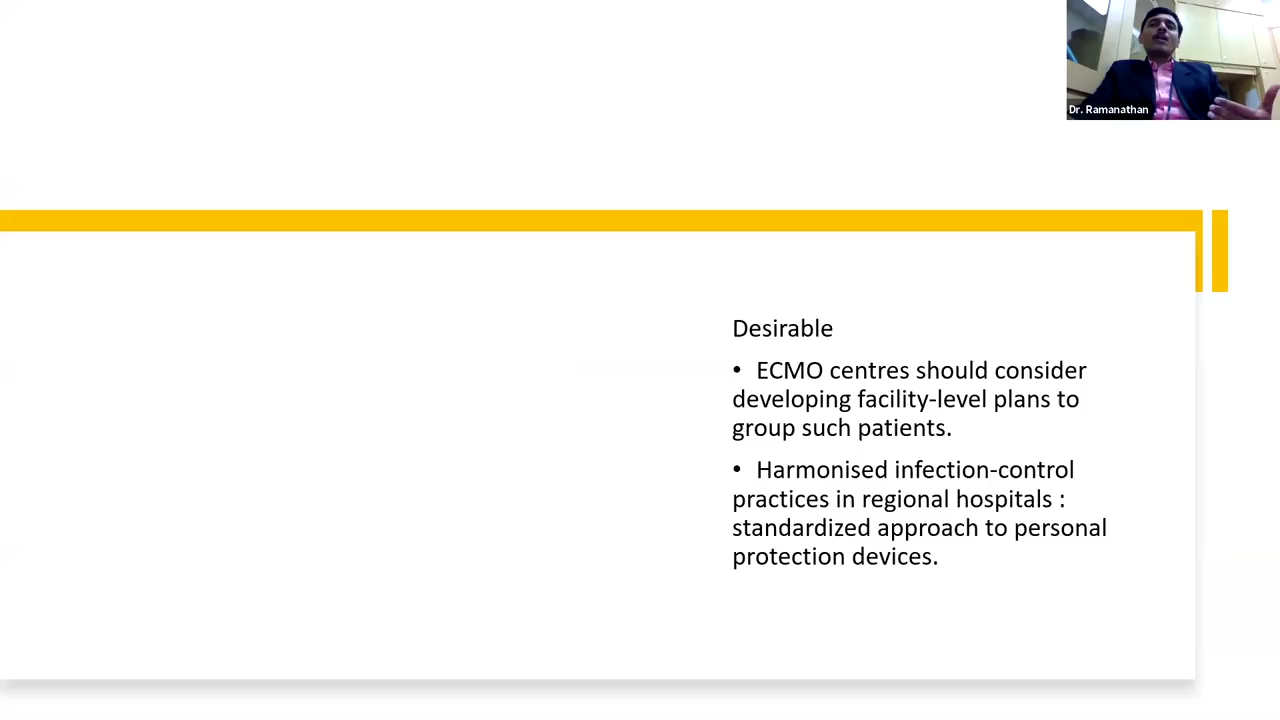 Dr. Ramanathan
Desirable
• ECMO centres should consider
developing facility-level plans to
group such patients.
• Harmonised infection-control
practices in regional hospitals :
standardized approach to personal
protection devices.